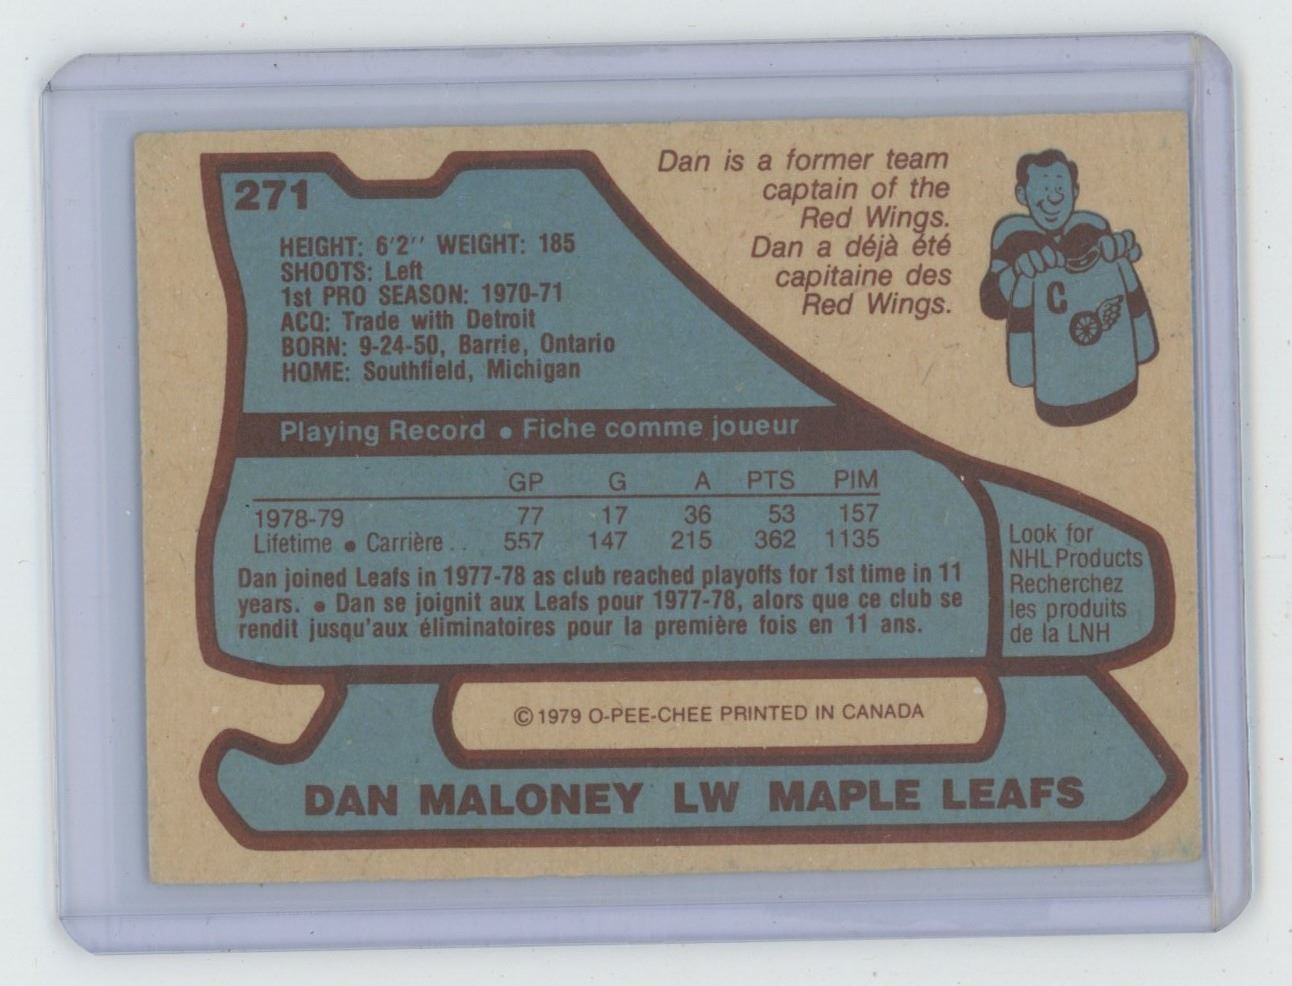 271
HEIGHT: 6'2'' WEIGHT: 185
SHOOTS: Left
1st PRO SEASON: 1970-71
ACQ: Trade with Detroit
BORN: 9-24-50, Barrie, Ontario
HOME: Southfield, Michigan
Dan is a former team
captain of the
Red Wings.
Dan a déjà été
capitaine des
Red Wings.
C
Playing Record • Fiche comme joueur
GP G A PTS PIM
1978-79 77 17 36 53 157
Lifetime • Carrière .. 557 147 215 362 1135
Dan joined Leafs in 1977-78 as club reached playoffs for 1st time in 11
years. • Dan se joignit aux Leafs pour 1977-78, alors que ce club se
rendit jusqu'aux éliminatoires pour la première fois en 11 ans.
Look for
NHL Products
Recherchez
les produits
de la LNH
© 1979 O-PEE-CHEE PRINTED IN CANADA
DAN MALONEY LW MAPLE LEAFS